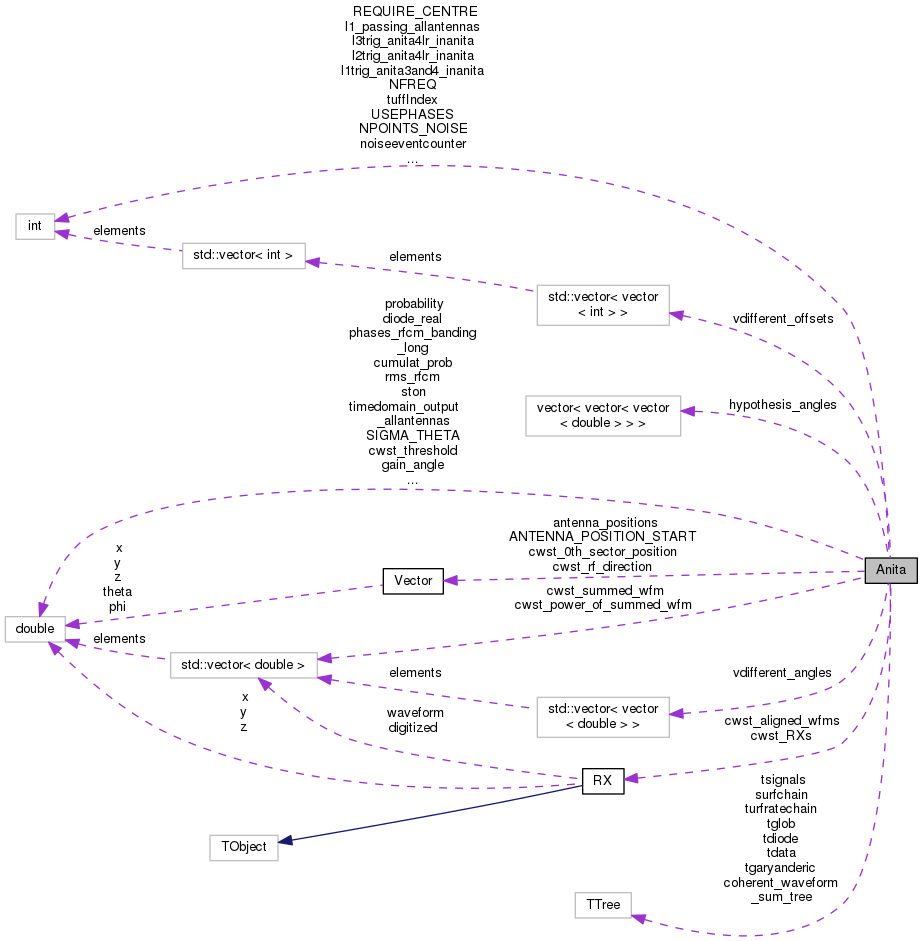 REQUIRE_CENTRE
l1_passing_allantennas
l3trig_anita4lr_inanita
l2trig_anita4lr_inanita
l1trig_anita3and4_inanita
NFREQ
tuffIndex
USEPHASES
NPOINTS_NOISE
noiseeventcounter
...
int
elements
std::vector< int >
elements
std::vector< vector
< int > >
vdifferent_offsets
probability
diode_real
phases_rfcm_banding
_long
cumulat_prob
rms_rfcm
ston
timedomain_output
_allantennas
SIGMA_THETA
cwst_threshold
gain_angle
...
vector< vector< vector
< double > > >
hypothesis_angles
antenna_positions
ANTENNA_POSITION_START
cwst_0th_sector_position
cwst_rf_direction
Anita
x
y
z
theta
phi
Vector
cwst_summed_wfm
cwst_power_of_summed_wfm
double
elements
std::vector< double >
elements
std::vector< vector
< double > >
vdifferent_angles
x
y
z
waveform
digitized
cwst_aligned_wfms
cwst_RXs
RX
TObject
tsignals
surfchain
turfratechain
tglob
tdiode
tdata
tgaryanderic
coherent_waveform
_sum_tree
TTree